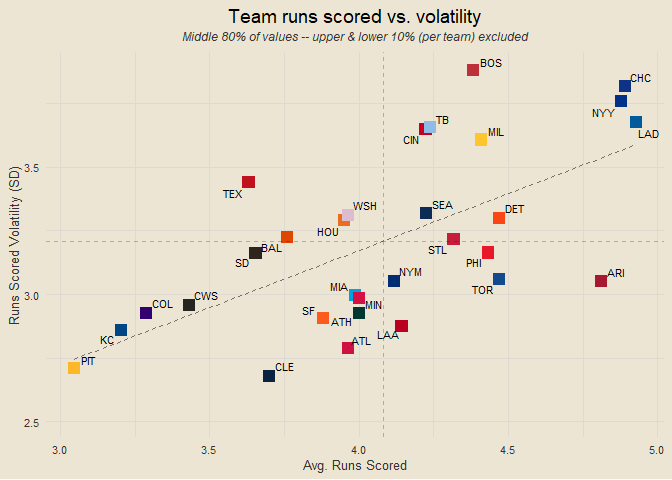 Team runs scored vs. volatility
Middle 80% of values -- upper & lower 10% (per team) excluded
BOS
CHC
NYY
LAD
TB
CIN
MIL
3.5
TEX
WSH
HOU
SEA
DET
BAL
SD
STL
PHI
NYM
TOR
ARI
3.0
MIA
MIN
COL
CWS
SF
ATH
LAA
KC
ATL
PIT
CLE
2.5
Runs Scored Volatility (SD)
3.0 3.5 4.0 4.5 5.0
Avg. Runs Scored